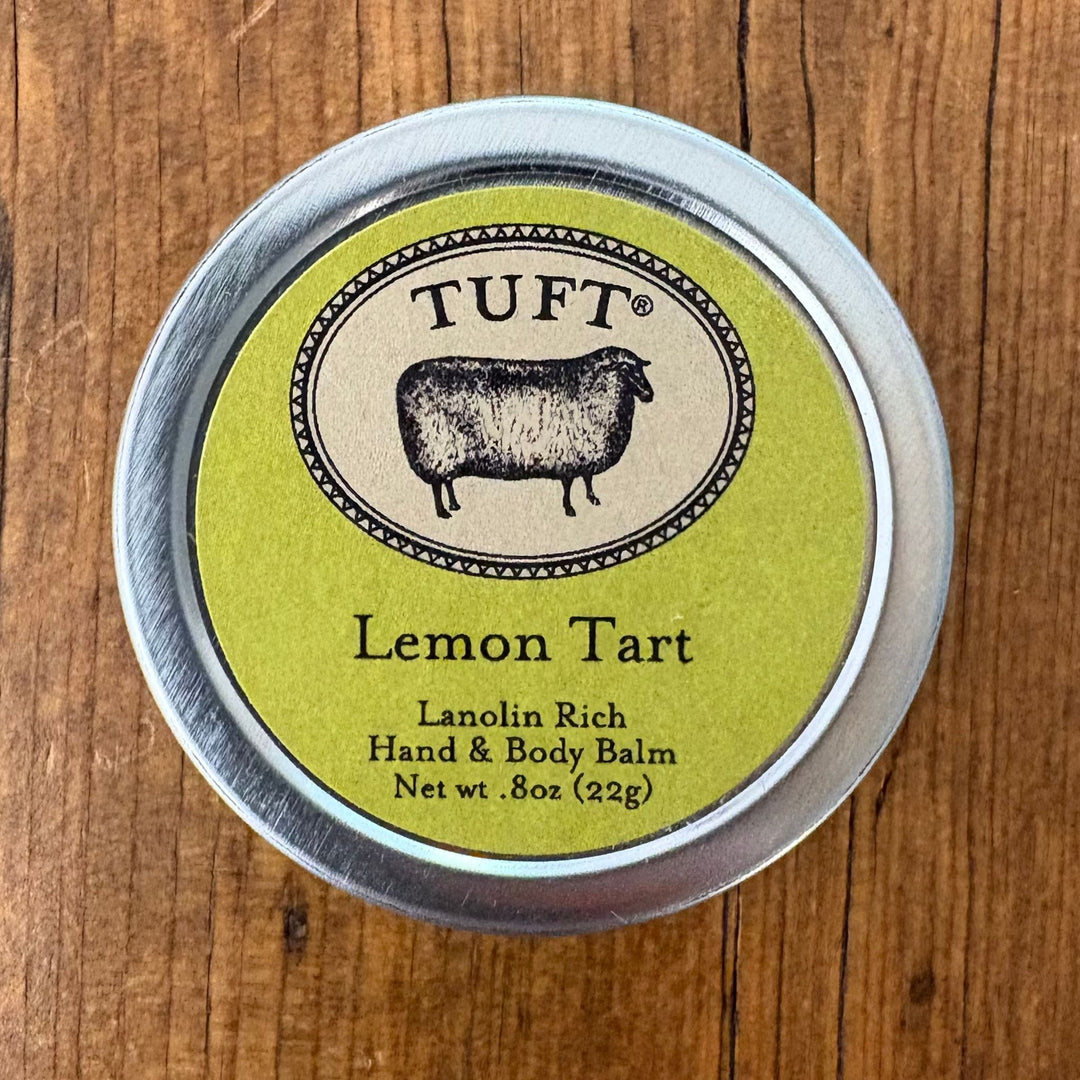 TUFT®
Lemon Tart
Lanolin Rich
Hand & Body Balm
Net wt .8oz (22g)